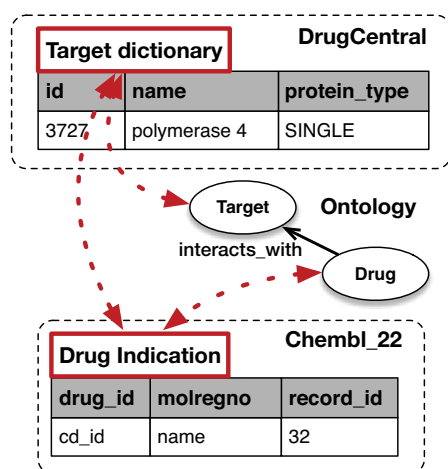 DrugCentral
Target dictionary
id name protein_type
3727 polymerase 4 SINGLE
Target
Ontology
interacts_with
Drug
Chembl_22
Drug Indication
drug_id molregno record_id
cd_id name 32